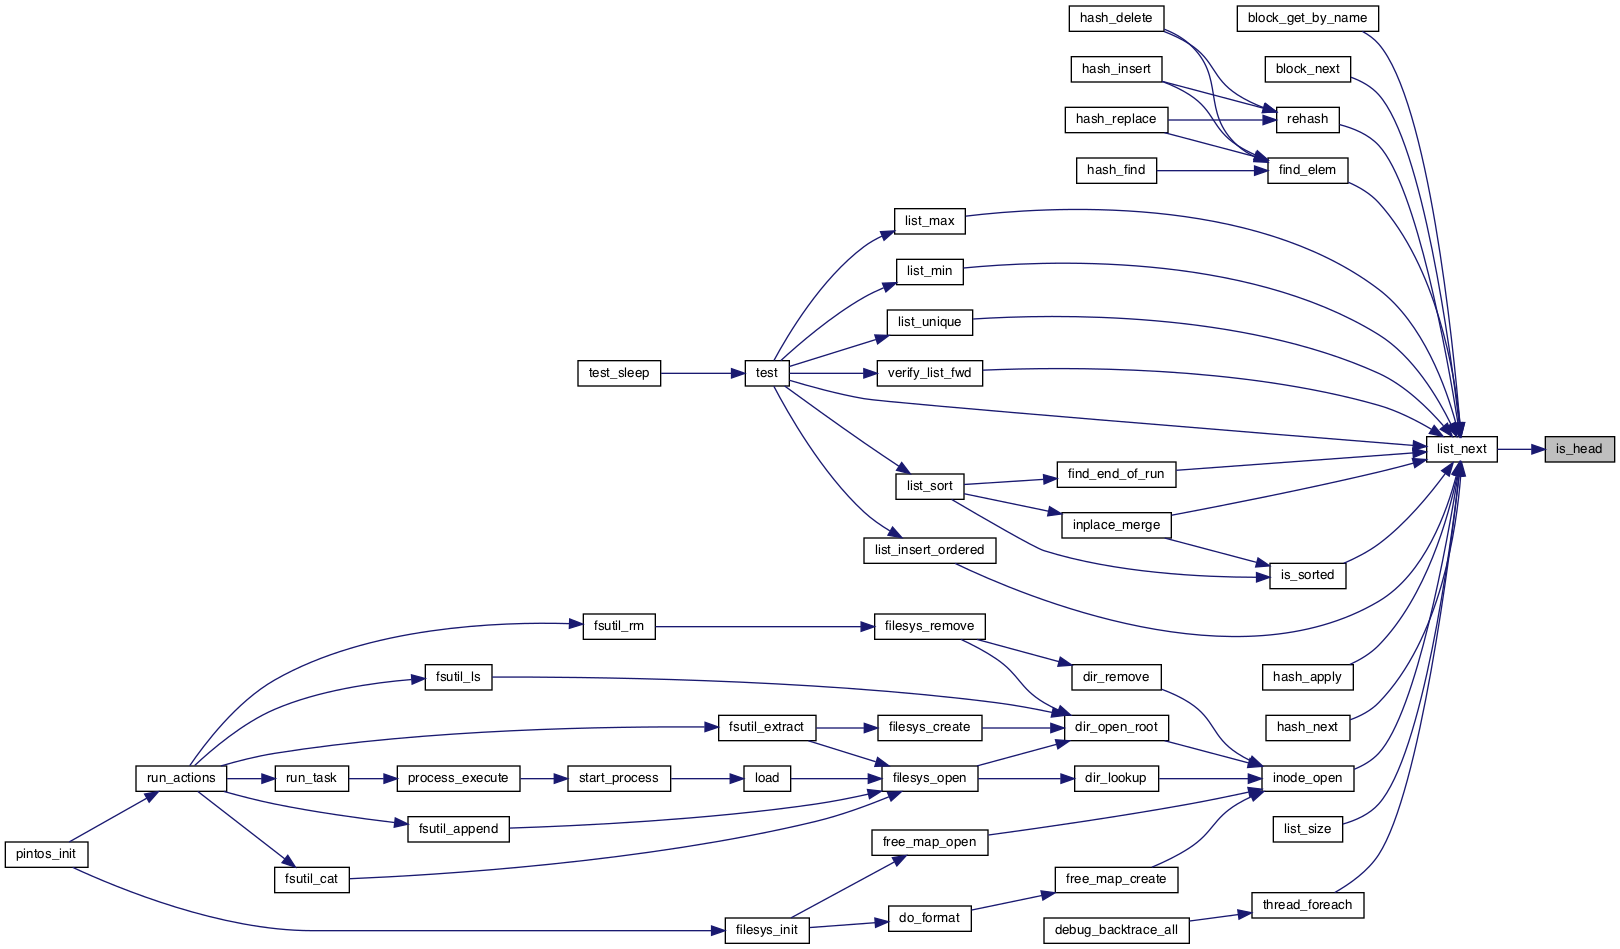 hash_delete
block_get_by_name
hash_insert
block_next
hash_replace
rehash
hash_find
find_elem
list_max
list_min
list_unique
test_sleep
test
verify_list_fwd
list_next
is_head
find_end_of_run
list_sort
inplace_merge
list_insert_ordered
is_sorted
fsutil_rm
filesys_remove
fsutil_ls
dir_remove
hash_apply
fsutil_extract
filesys_create
dir_open_root
hash_next
run_actions
run_task
process_execute
start_process
load
filesys_open
dir_lookup
inode_open
fsutil_append
list_size
pintos_init
free_map_open
fsutil_cat
free_map_create
thread_foreach
filesys_init
do_format
debug_backtrace_all